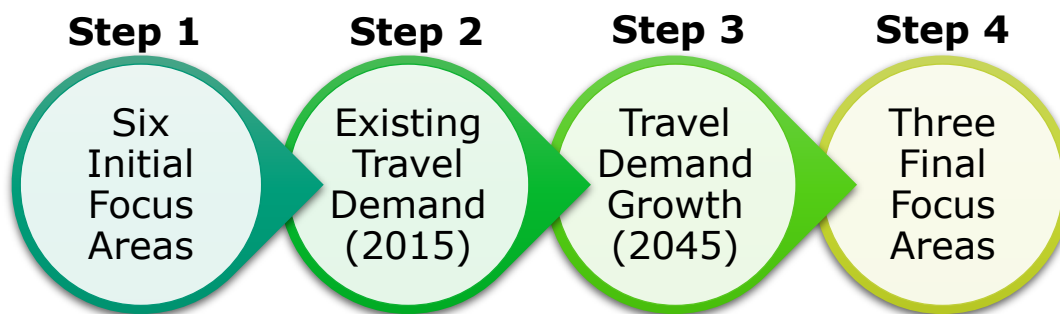 Step 1
Six
Initial
Focus
Areas
Step 2
Existing
Travel
Demand
(2015)
Step 3
Travel
Demand
Growth
(2045)
Step 4
Three
Final
Focus
Areas